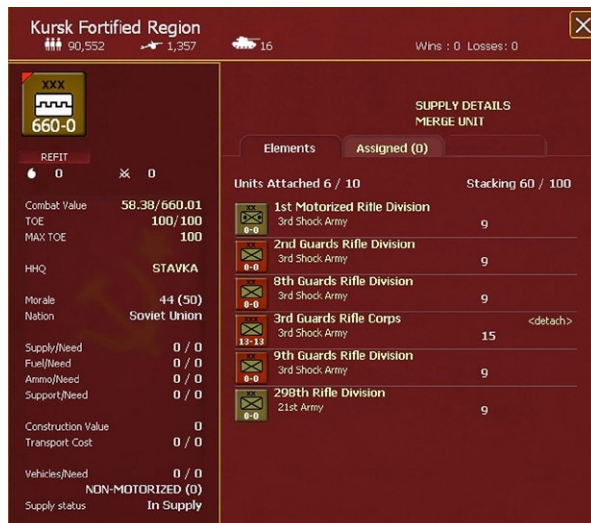 Kursk Fortified Region
90,552 1,357 16 Wins : 0 Losses: 0
XXX
660-0
REFIT
0 0
Combat Value 58.38/660.01
TOE 100/100
MAX TOE 100
HHQ STAVKA
Morale 44 (50)
Nation Soviet Union
Supply/Need 0 / 0
Fuel/Need 0 / 0
Ammo/Need 0 / 0
Support/Need 0 / 0
Construction Value 0
Transport Cost 0 / 0
Vehicles/Need 0 / 0
NON-MOTORIZED (0)
Supply status In Supply
SUPPLY DETAILS
MERGE UNIT
Elements Assigned (0)
Units Attached 6 / 10 Stacking 60 / 100
XX
0-0
1st Motorized Rifle Division
3rd Shock Army 9
XX
0-0
2nd Guards Rifle Division
3rd Shock Army 9
XX
0-0
8th Guards Rifle Division
3rd Shock Army 9
XXX
13-13
3rd Guards Rifle Corps <detach>
3rd Shock Army 15
XX
0-0
9th Guards Rifle Division
3rd Shock Army 9
XX
0-0
298th Rifle Division
21st Army 9